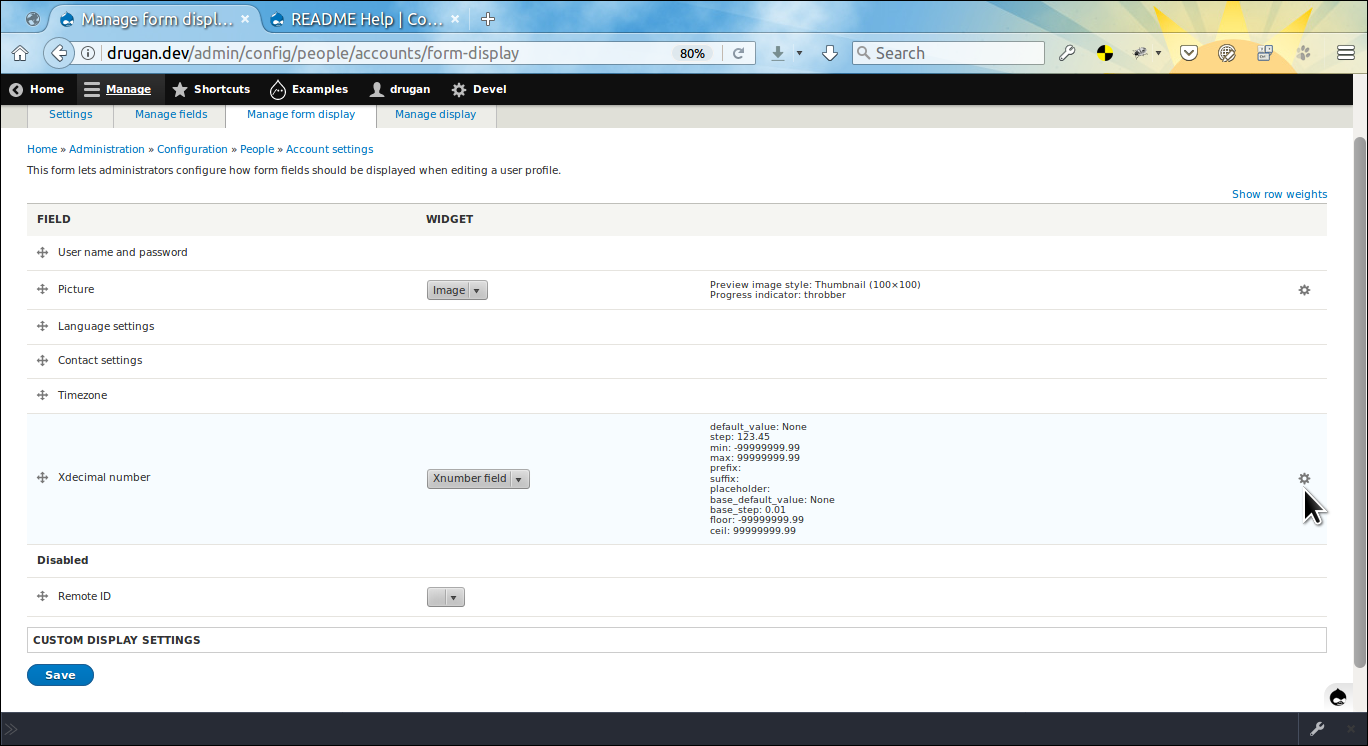 Manage form displ... × README Help | Co... ×
drugan.dev/admin/config/people/accounts/form-display 80% Search
Home Manage Shortcuts Examples drugan Devel
Settings Manage fields Manage form display Manage display
Home » Administration » Configuration » People » Account settings
This form lets administrators configure how form fields should be displayed when editing a user profile.
Show row weights
FIELD WIDGET
User name and password
Picture Image Preview image style: Thumbnail (100×100)
Progress indicator: throbber
Language settings
Contact settings
Timezone
default_value: None
step: 123.45
min: -99999999.99
max: 99999999.99
prefix:
Xdecimal number Xnumber field suffix:
placeholder:
base_default_value: None
base_step: 0.01
floor: -99999999.99
ceil: 99999999.99
Disabled
Remote ID
CUSTOM DISPLAY SETTINGS
Save